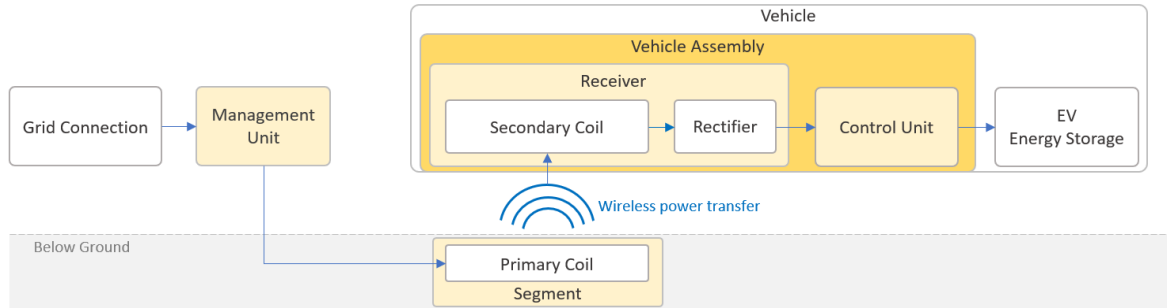 Vehicle
Vehicle Assembly
Receiver
Grid Connection
Management
Unit
Secondary Coil
Rectifier
Control Unit
EV
Energy Storage
Wireless power transfer
Below Ground
Primary Coil
Segment